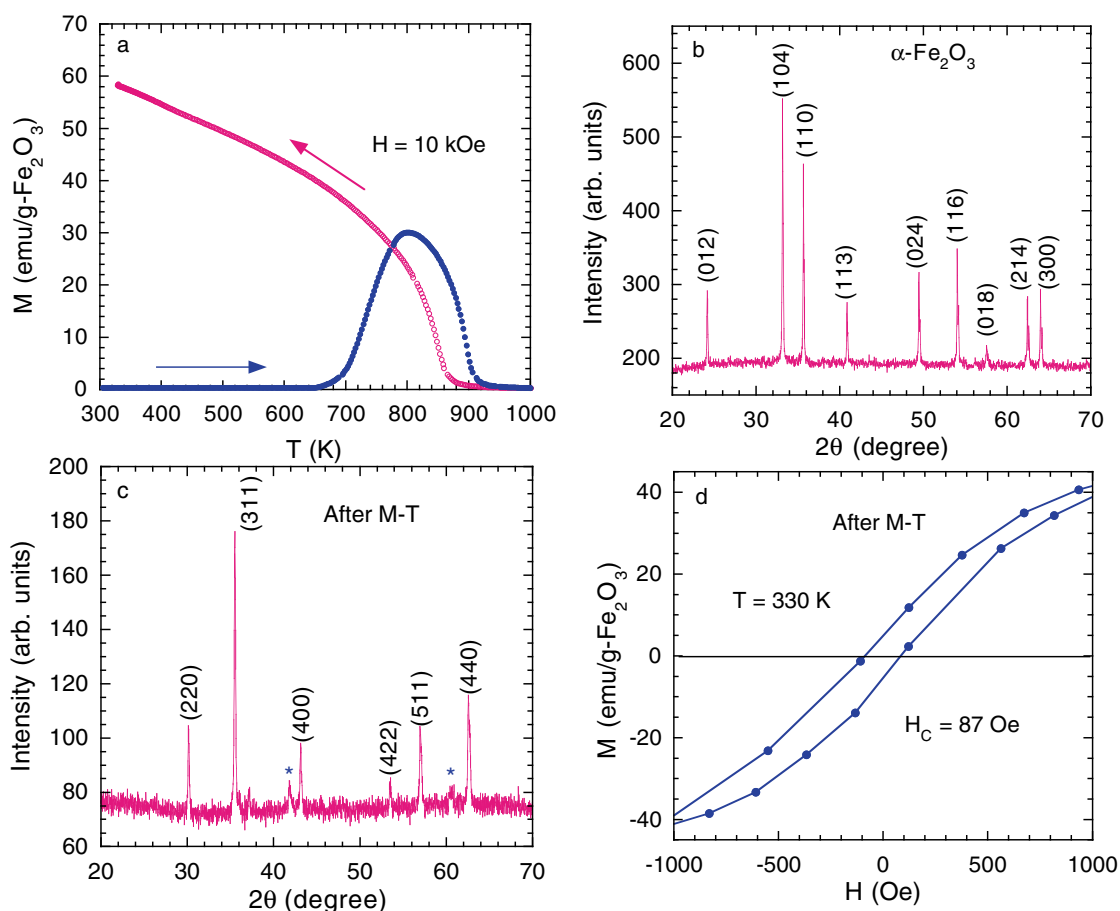 a
H = 10 kOe
M (emu/g-Fe₂O₃)
70
60
50
40
30
20
10
0
300 400 500 600 700 800 900 1000
T (K)
b
α-Fe₂O₃
Intensity (arb. units)
600
500
400
300
200
(012)
(104)
(110)
(113)
(024)
(116)
(018)
(214)
(300)
20 30 40 50 60 70
2θ (degree)
c
After M-T
Intensity (arb. units)
200
180
160
140
120
100
80
60
(220)
(311)
*
(400)
(422)
(511)
*
(440)
20 30 40 50 60 70
2θ (degree)
d
After M-T
T = 330 K
H_C = 87 Oe
M (emu/g-Fe₂O₃)
40
20
0
-20
-40
-1000 -500 0 500 1000
H (Oe)